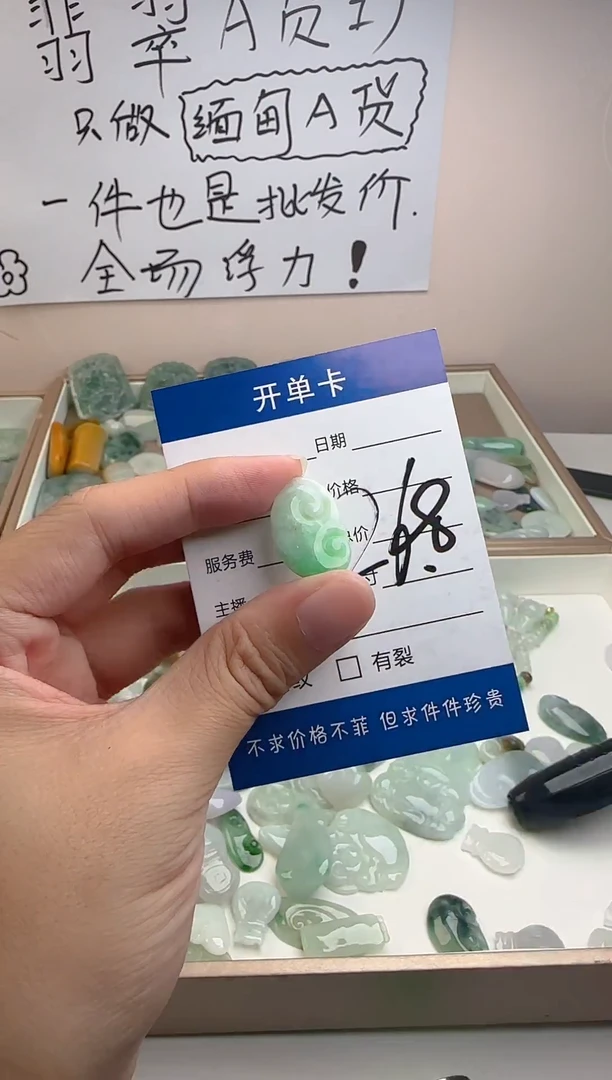 翡翠A货
只做缅甸A货
一件也是批发价.
全场浮力!
开单卡
日期
价格
服务费
主播
有裂
不求价格不菲 但求件件珍贵